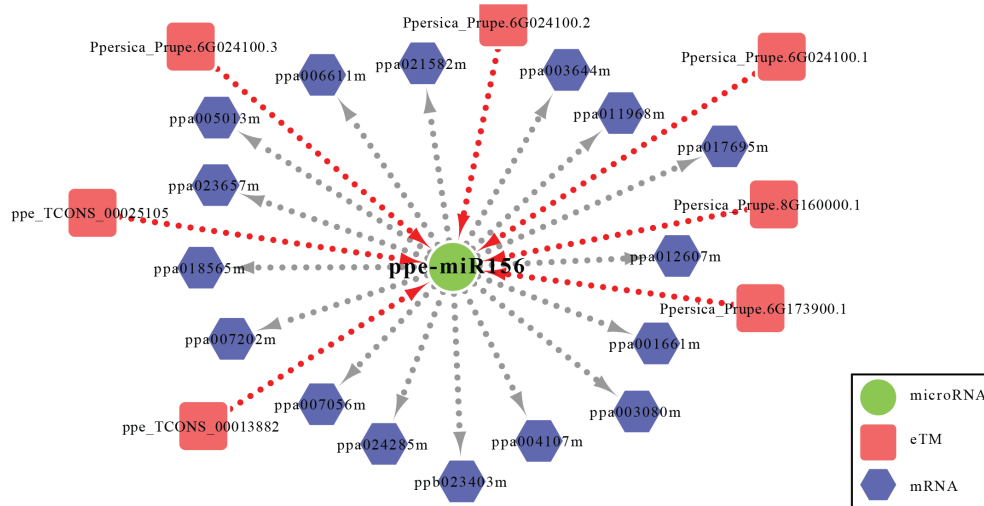 Ppersica_Prupe.6G024100.2
Ppersica_Prupe.6G024100.3
Ppersica_Prupe.6G024100.1
ppa021582m
ppa003644m
ppa006611m
ppa011968m
ppa005013m
ppa017695m
ppa023657m
Ppersica_Prupe.8G160000.1
ppe_TCONS_00025105
ppa012607m
ppa018565m
ppe-miR156
Ppersica_Prupe.6G173900.1
ppa007202m
ppa001661m
ppa007056m
ppa003080m
ppe_TCONS_00013882
ppa024285m
ppa004107m
ppb023403m
microRNA
eTM
mRNA